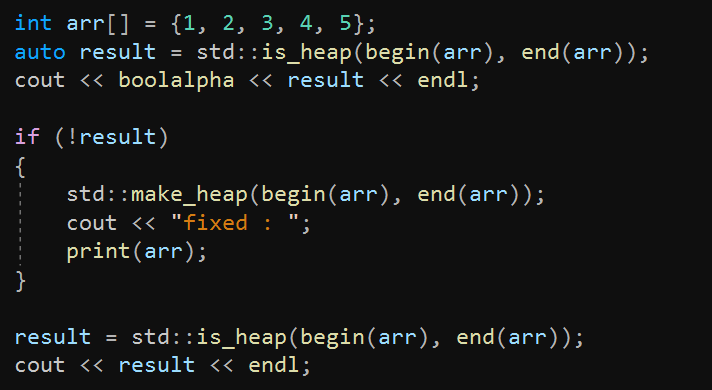 int arr[] = {1, 2, 3, 4, 5};
auto result = std::is_heap(begin(arr), end(arr));
cout << boolalpha << result << endl;
if (!result)
{
std::make_heap(begin(arr), end(arr));
cout << "fixed : ";
print(arr);
}
result = std::is_heap(begin(arr), end(arr));
cout << result << endl;